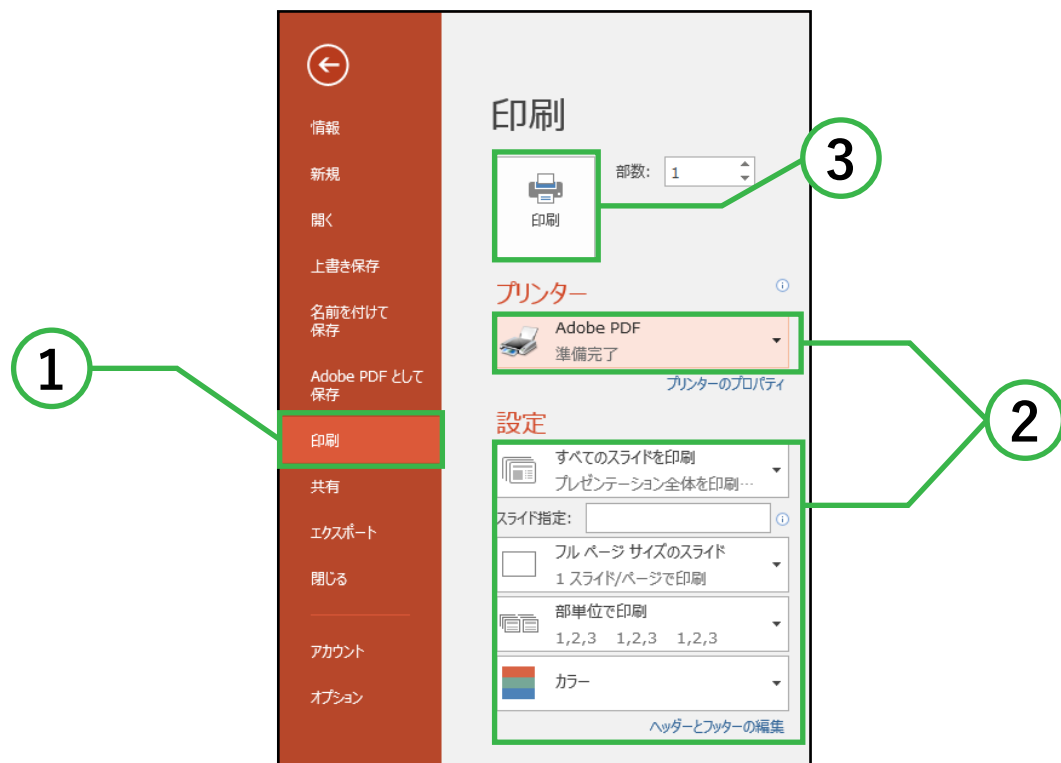 情報
新規
開く
上書き保存
名前を付けて
保存
Adobe PDF として
保存
印刷
共有
エクスポート
閉じる
アカウント
オプション
印刷
印刷
部数: 1
プリンター
Adobe PDF
準備完了
プリンターのプロパティ
設定
すべてのスライドを印刷
プレゼンテーション全体を印刷…
スライド指定:
フル ページ サイズのスライド
1 スライド/ページで印刷
部単位で印刷
1,2,3 1,2,3 1,2,3
カラー
ヘッダーとフッターの編集
1
2
3